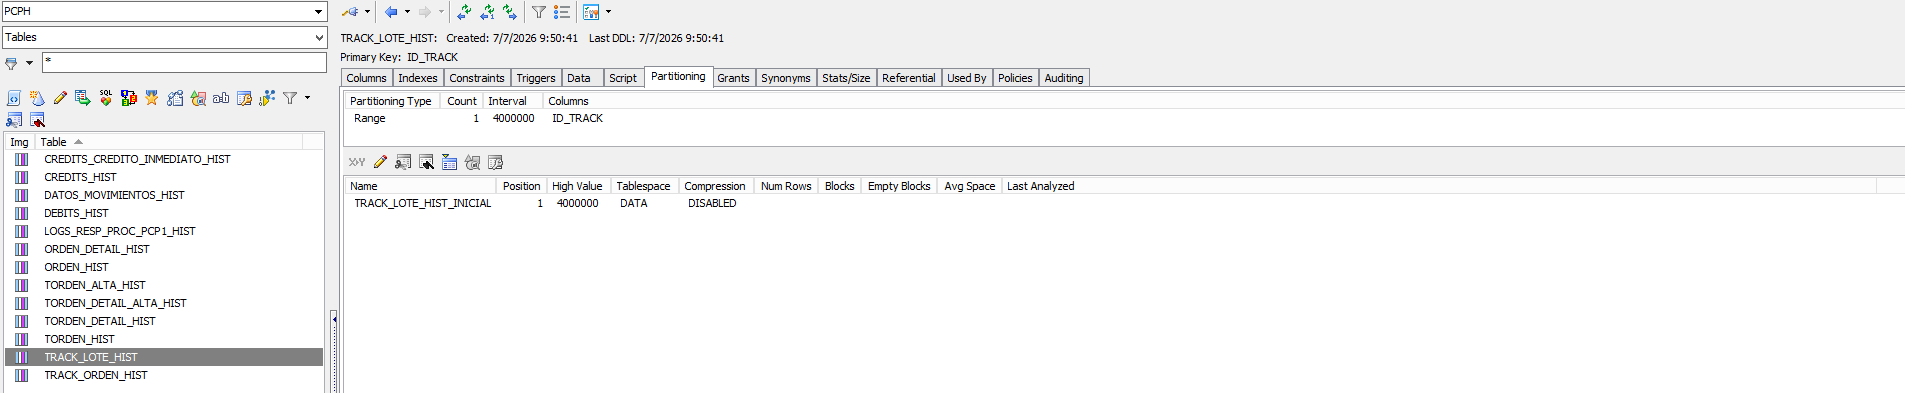 PCPH
Tables
*
Img Table
CREDITS_CREDITO_INMEDIATO_HIST
CREDITS_HIST
DATOS_MOVIMIENTOS_HIST
DEBITS_HIST
LOGS_RESP_PROC_PCP1_HIST
ORDEN_DETAIL_HIST
ORDEN_HIST
TORDEN_ALTA_HIST
TORDEN_DETAIL_ALTA_HIST
TORDEN_DETAIL_HIST
TORDEN_HIST
TRACK_LOTE_HIST
TRACK_ORDEN_HIST
TRACK_LOTE_HIST: Created: 7/7/2026 9:50:41 Last DDL: 7/7/2026 9:50:41
Primary Key: ID_TRACK
Columns Indexes Constraints Triggers Data Script Partitioning Grants Synonyms Stats/Size Referential Used By Policies Auditing
Partitioning Type Count Interval Columns
Range 1 4000000 ID_TRACK
Name Position High Value Tablespace Compression Num Rows Blocks Empty Blocks Avg Space Last Analyzed
TRACK_LOTE_HIST_INICIAL 1 4000000 DATA DISABLED